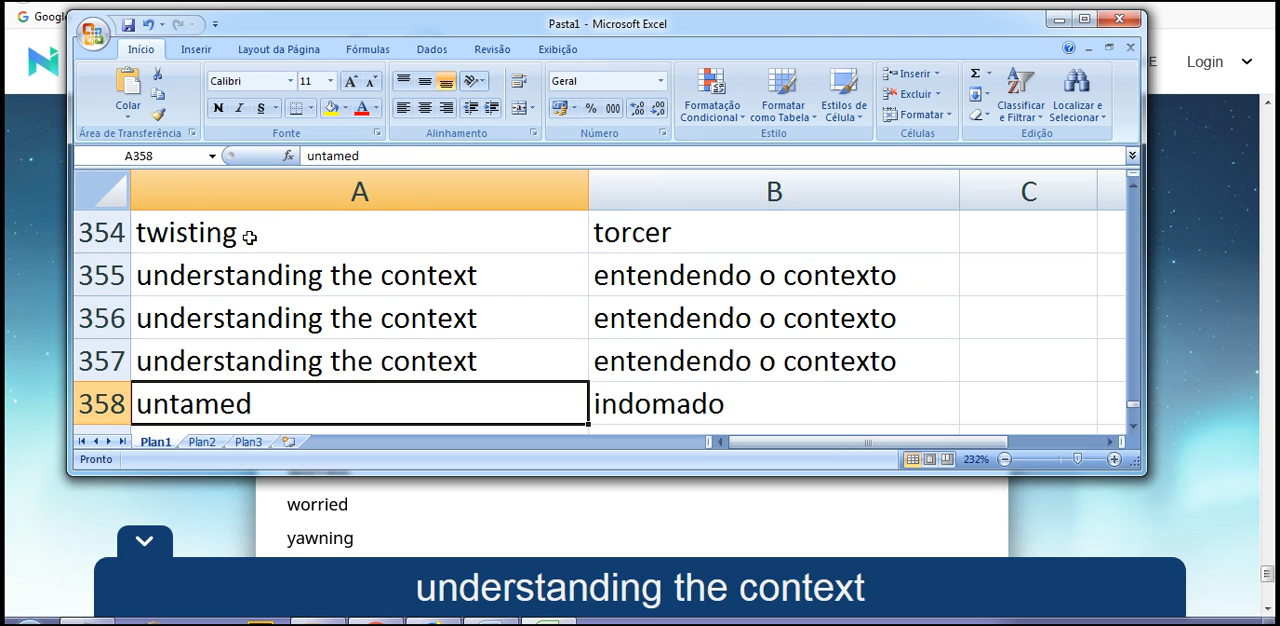 Google
Pasta1 - Microsoft Excel
Início Inserir Layout da Página Fórmulas Dados Revisão Exibição
E Login
Colar
Área de Transferência
Calibri 11
N I S
Fonte
Alinhamento
Geral
% 000
Número
Formatação Condicional
Formatar como Tabela
Estilos de Célula
Estilo
Inserir
Excluir
Formatar
Células
Classificar e Filtrar
Localizar e Selecionar
Edição
A358 fx untamed
A B C
354 twisting torcer
355 understanding the context entendendo o contexto
356 understanding the context entendendo o contexto
357 understanding the context entendendo o contexto
358 untamed indomado
Plan1 Plan2 Plan3
Pronto 232%
worried
yawning
understanding the context